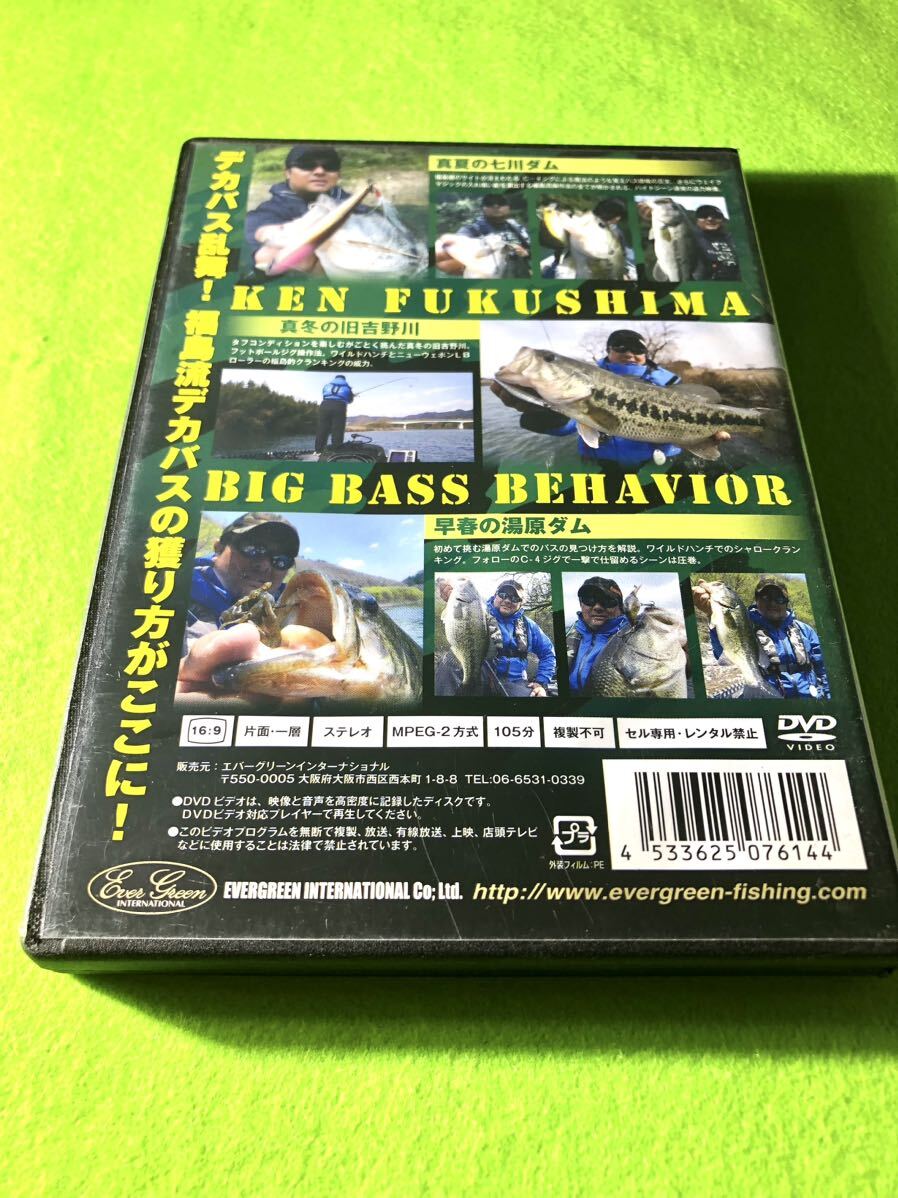 デカバス乱舞！福島流デカバスの獲り方がここに！
真夏の七川ダム
KEN FUKUSHIMA
真冬の旧吉野川
タフコンディションを楽しむがごとく挑んだ真冬の旧吉野川。
フットボールジグ操作法。ワイルドハンチとニューウェポンLB
ローラーの福島的クランキングの威力。
BIG BASS BEHAVIOR
早春の湯原ダム
初めて挑む湯原ダムでのバスの見つけ方を解説。ワイルドハンチでのシャロークラン
キング。フォローのC-4ジグで一撃で仕留めるシーンは圧巻。
16:9 片面・一層 ステレオ MPEG-2方式 105分 複製不可 セル専用・レンタル禁止 DVD
VIDEO
販売元：エバーグリーンインターナショナル
〒550-0005 大阪府大阪市西区西本町 1-8-8 TEL:06-6531-0339
●DVDビデオは、映像と音声を高密度に記録したディスクです。
DVDビデオ対応プレイヤーで再生してください。
●このビデオプログラムを無断で複製、放送、有線放送、上映、店頭テレビ
などに使用することは法律で禁止されています。
プラ
外装フィルム:PE
4 533625 076144
Ever Green
INTERNATIONAL
EVERGREEN INTERNATIONAL Co;Ltd. http://www.evergreen-fishing.com